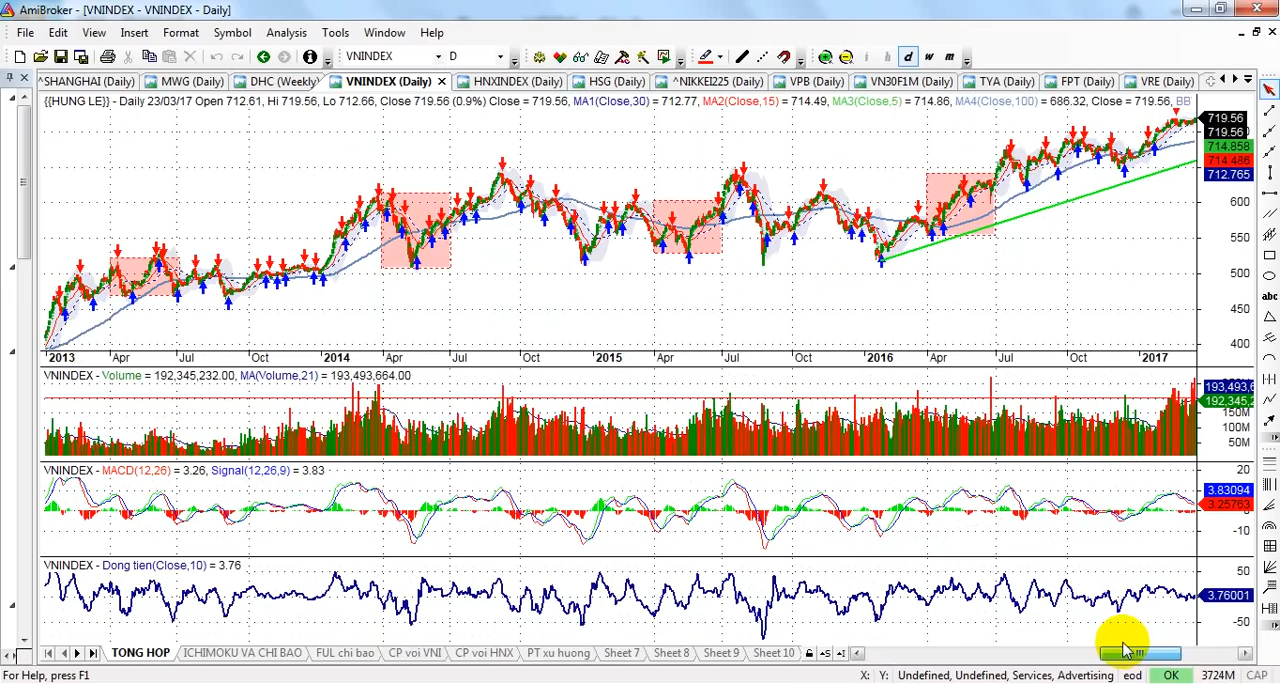 AmiBroker - [VNINDEX - VNINDEX - Daily]
File Edit View Insert Format Symbol Analysis Tools Window Help
VNINDEX D i h d w m
^SHANGHAI (Daily) MWG (Daily) DHC (Weekly) VNINDEX (Daily) HNXINDEX (Daily) HSG (Daily) ^NIKKEI225 (Daily) VPB (Daily) VN30F1M (Daily) TYA (Daily) FPT (Daily) VRE (Daily)
{{HUNG LE}} - Daily 23/03/17 Open 712.61, Hi 719.56, Lo 712.66, Close 719.56 (0.9%) Close = 719.56, MA1(Close,30) = 712.77, MA2(Close,15) = 714.49, MA3(Close,5) = 714.86, MA4(Close,100) = 686.32, Close = 719.56, BB
719.56
719.56
714.858
714.486
712.765
600
550
500
450
400
2013 Apr Jul Oct 2014 Apr Jul Oct 2015 Apr Jul Oct 2016 Apr Jul Oct 2017
VNINDEX - Volume = 192,345,232.00, MA(Volume,21) = 193,493,664.00
193,493,6
192,345,2
150M
100M
50M
VNINDEX - MACD(12,26) = 3.26, Signal(12,26,9) = 3.83
20
3.83094
3.25763
-10
VNINDEX - Dong tien(Close,10) = 3.76
50
3.76001
-50
TONG HOP ICHIMOKU VA CHI BAO FUL chi bao CP voi VNI CP voi HNX PT xu huong Sheet 7 Sheet 8 Sheet 9 Sheet 10
For Help, press F1 X: Y: Undefined, Undefined, Services, Advertising eod OK 3724M CAP
abc